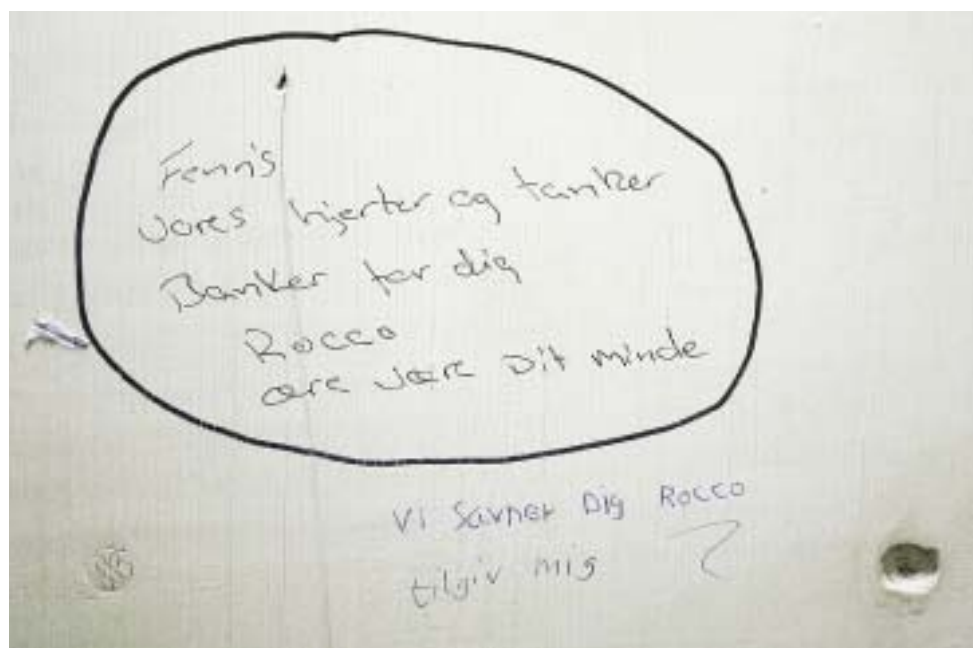 Fenn's
vores hjerter og tanker
Banker for dig
Rocco
ære være Dit minde
Vi Savner Dig Rocco
tilgiv mig